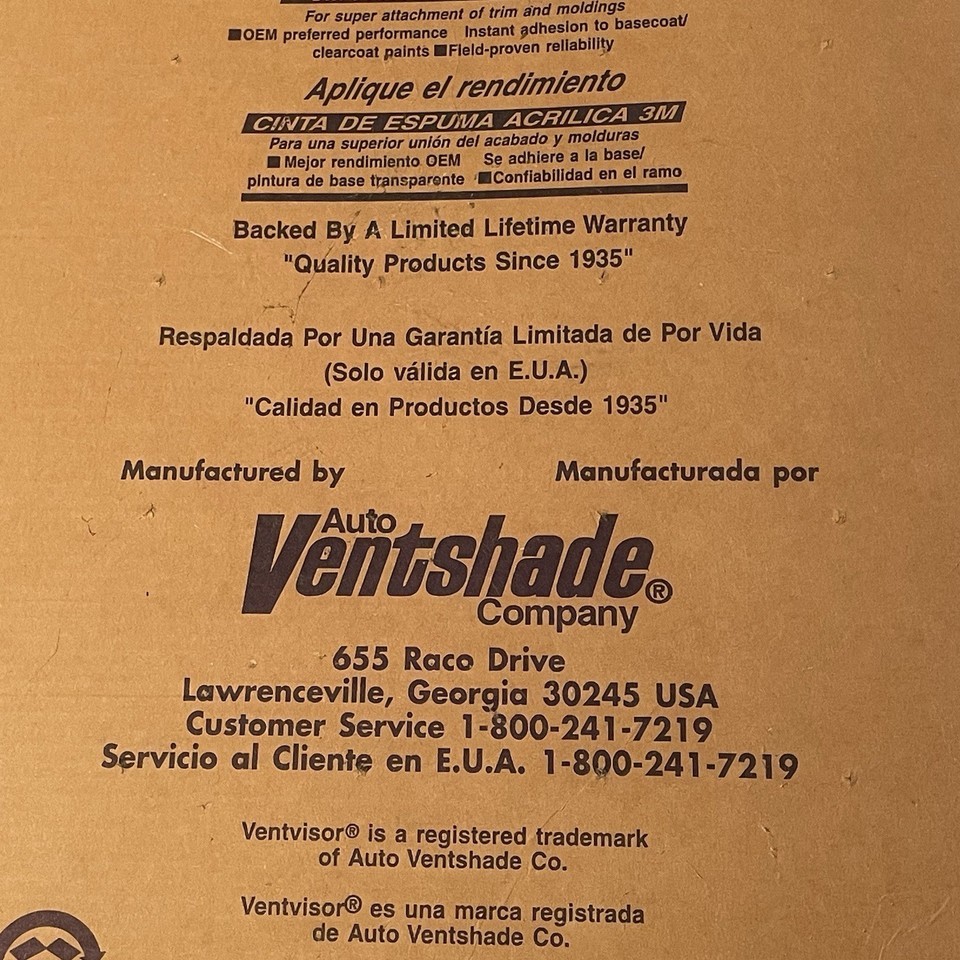 For super attachment of trim and moldings
■OEM preferred performance Instant adhesion to basecoat/
clearcoat paints ■Field-proven reliability
Aplique el rendimiento
CINTA DE ESPUMA ACRILICA 3M
Para una superior unión del acabado y molduras
■ Mejor rendimiento OEM Se adhiere a la base/
pintura de base transparente ■Confiabilidad en el ramo
Backed By A Limited Lifetime Warranty
"Quality Products Since 1935"
Respaldada Por Una Garantía Limitada de Por Vida
(Solo válida en E.U.A.)
"Calidad en Productos Desde 1935"
Manufactured by Manufacturada por
Auto
Ventshade®
Company
655 Raco Drive
Lawrenceville, Georgia 30245 USA
Customer Service 1-800-241-7219
Servicio al Cliente en E.U.A. 1-800-241-7219
Ventvisor® is a registered trademark
of Auto Ventshade Co.
Ventvisor® es una marca registrada
de Auto Ventshade Co.